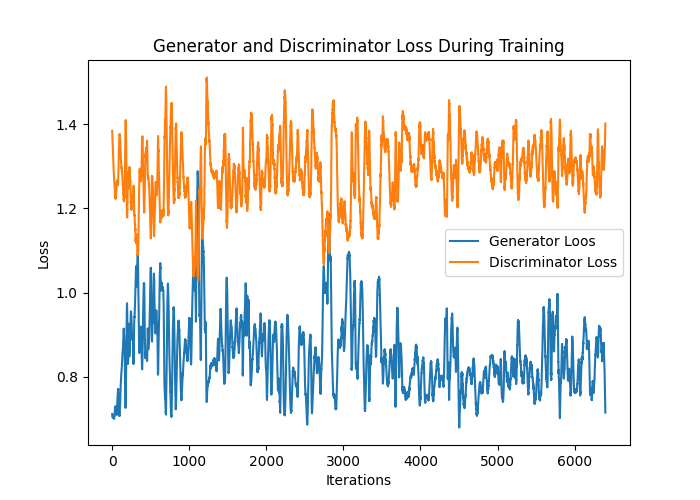 Generator and Discriminator Loss During Training
Loss
1.4
1.2
1.0
0.8
Generator Loos
Discriminator Loss
0
1000
2000
3000
4000
5000
6000
Iterations